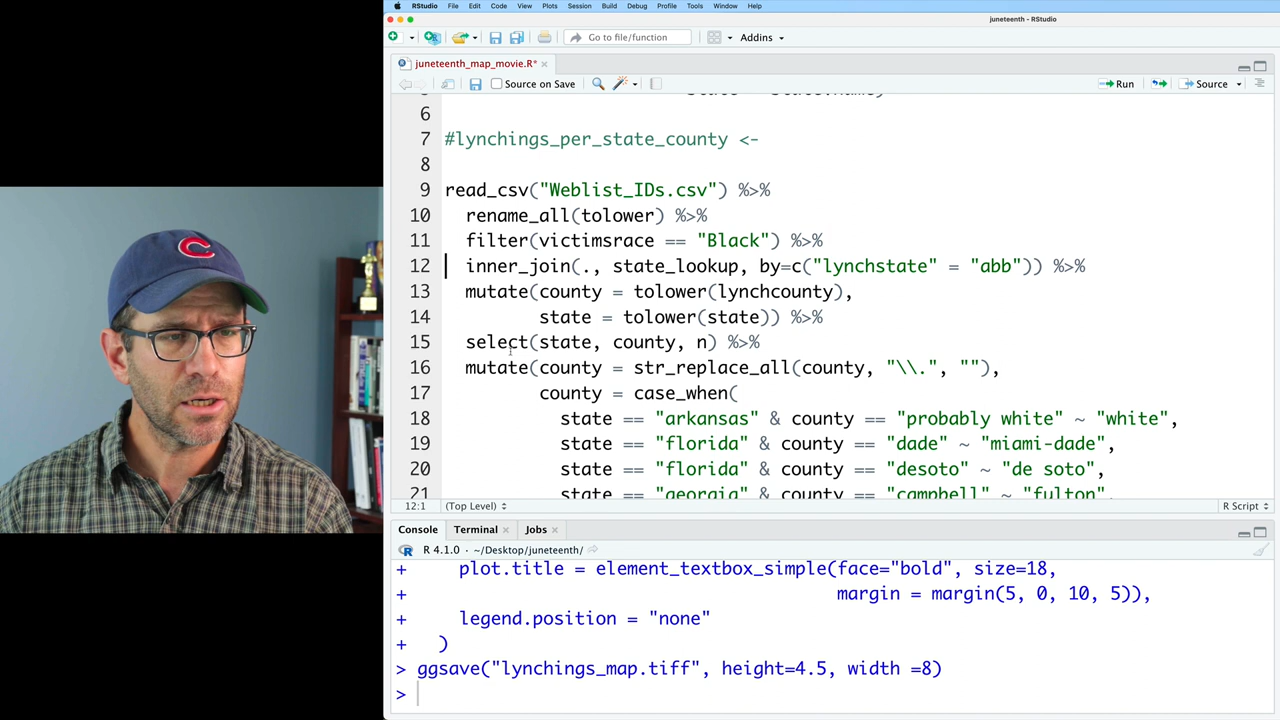 RStudio File Edit Code View Plots Session Build Debug Profile Tools Window Help
juneteenth - RStudio
Go to file/function Addins
juneteenth_map_movie.R*
Source on Save Run Source
6
7 #lynchings_per_state_county <-
8
9 read_csv("Weblist_IDs.csv") %>%
10 rename_all(tolower) %>%
11 filter(victimsrace == "Black") %>%
12 inner_join(., state_lookup, by=c("lynchstate" = "abb")) %>%
13 mutate(county = tolower(lynchcounty),
14 state = tolower(state)) %>%
15 select(state, county, n) %>%
16 mutate(county = str_replace_all(county, "\\.", ""),
17 county = case_when(
18 state == "arkansas" & county == "probably white" ~ "white",
19 state == "florida" & county == "dade" ~ "miami-dade",
20 state == "florida" & county == "desoto" ~ "de soto",
21 state == "georgia" & county == "campbell" ~ "fulton"
12:1 (Top Level) R Script
Console Terminal Jobs
R 4.1.0 · ~/Desktop/juneteenth/
+ plot.title = element_textbox_simple(face="bold", size=18,
+ margin = margin(5, 0, 10, 5)),
+ legend.position = "none"
+ )
> ggsave("lynchings_map.tiff", height=4.5, width =8)
>